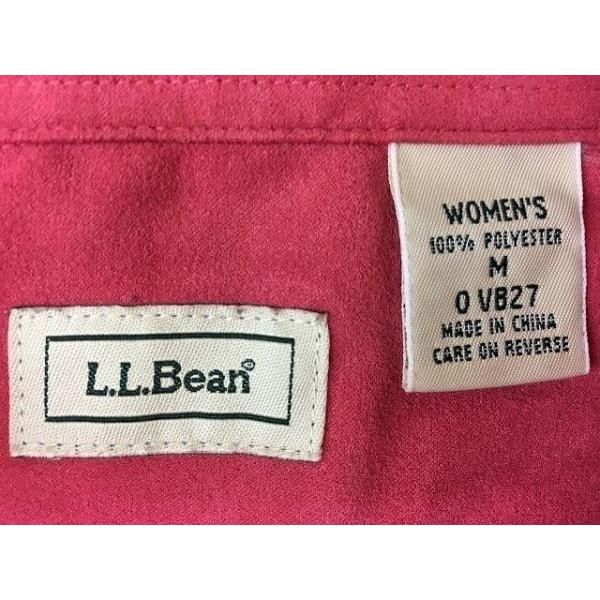 WOMEN'S
100% POLYESTER
M
0 VB27
MADE IN CHINA
CARE ON REVERSE
L.L.Bean®